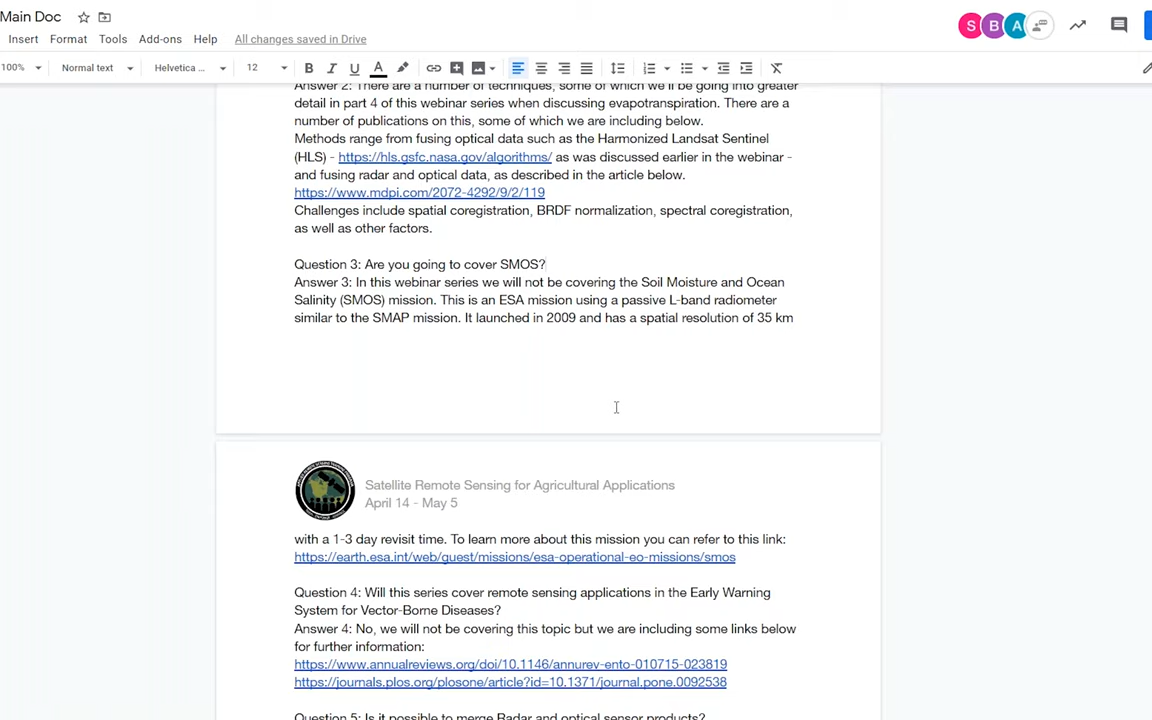 Main Doc
S B A
Insert Format Tools Add-ons Help All changes saved in Drive
100% Normal text Helvetica ... 12 B I U A
Answer 2: There are a number of techniques, some of which we'll be going into greater
detail in part 4 of this webinar series when discussing evapotranspiration. There are a
number of publications on this, some of which we are including below.
Methods range from fusing optical data such as the Harmonized Landsat Sentinel
(HLS) - https://hls.gsfc.nasa.gov/algorithms/ as was discussed earlier in the webinar -
and fusing radar and optical data, as described in the article below.
https://www.mdpi.com/2072-4292/9/2/119
Challenges include spatial coregistration, BRDF normalization, spectral coregistration,
as well as other factors.
Question 3: Are you going to cover SMOS?
Answer 3: In this webinar series we will not be covering the Soil Moisture and Ocean
Salinity (SMOS) mission. This is an ESA mission using a passive L-band radiometer
similar to the SMAP mission. It launched in 2009 and has a spatial resolution of 35 km
Satellite Remote Sensing for Agricultural Applications
April 14 - May 5
with a 1-3 day revisit time. To learn more about this mission you can refer to this link:
https://earth.esa.int/web/guest/missions/esa-operational-eo-missions/smos
Question 4: Will this series cover remote sensing applications in the Early Warning
System for Vector-Borne Diseases?
Answer 4: No, we will not be covering this topic but we are including some links below
for further information:
https://www.annualreviews.org/doi/10.1146/annurev-ento-010715-023819
https://journals.plos.org/plosone/article?id=10.1371/journal.pone.0092538
Question 5: Is it possible to merge Radar and optical sensor products?